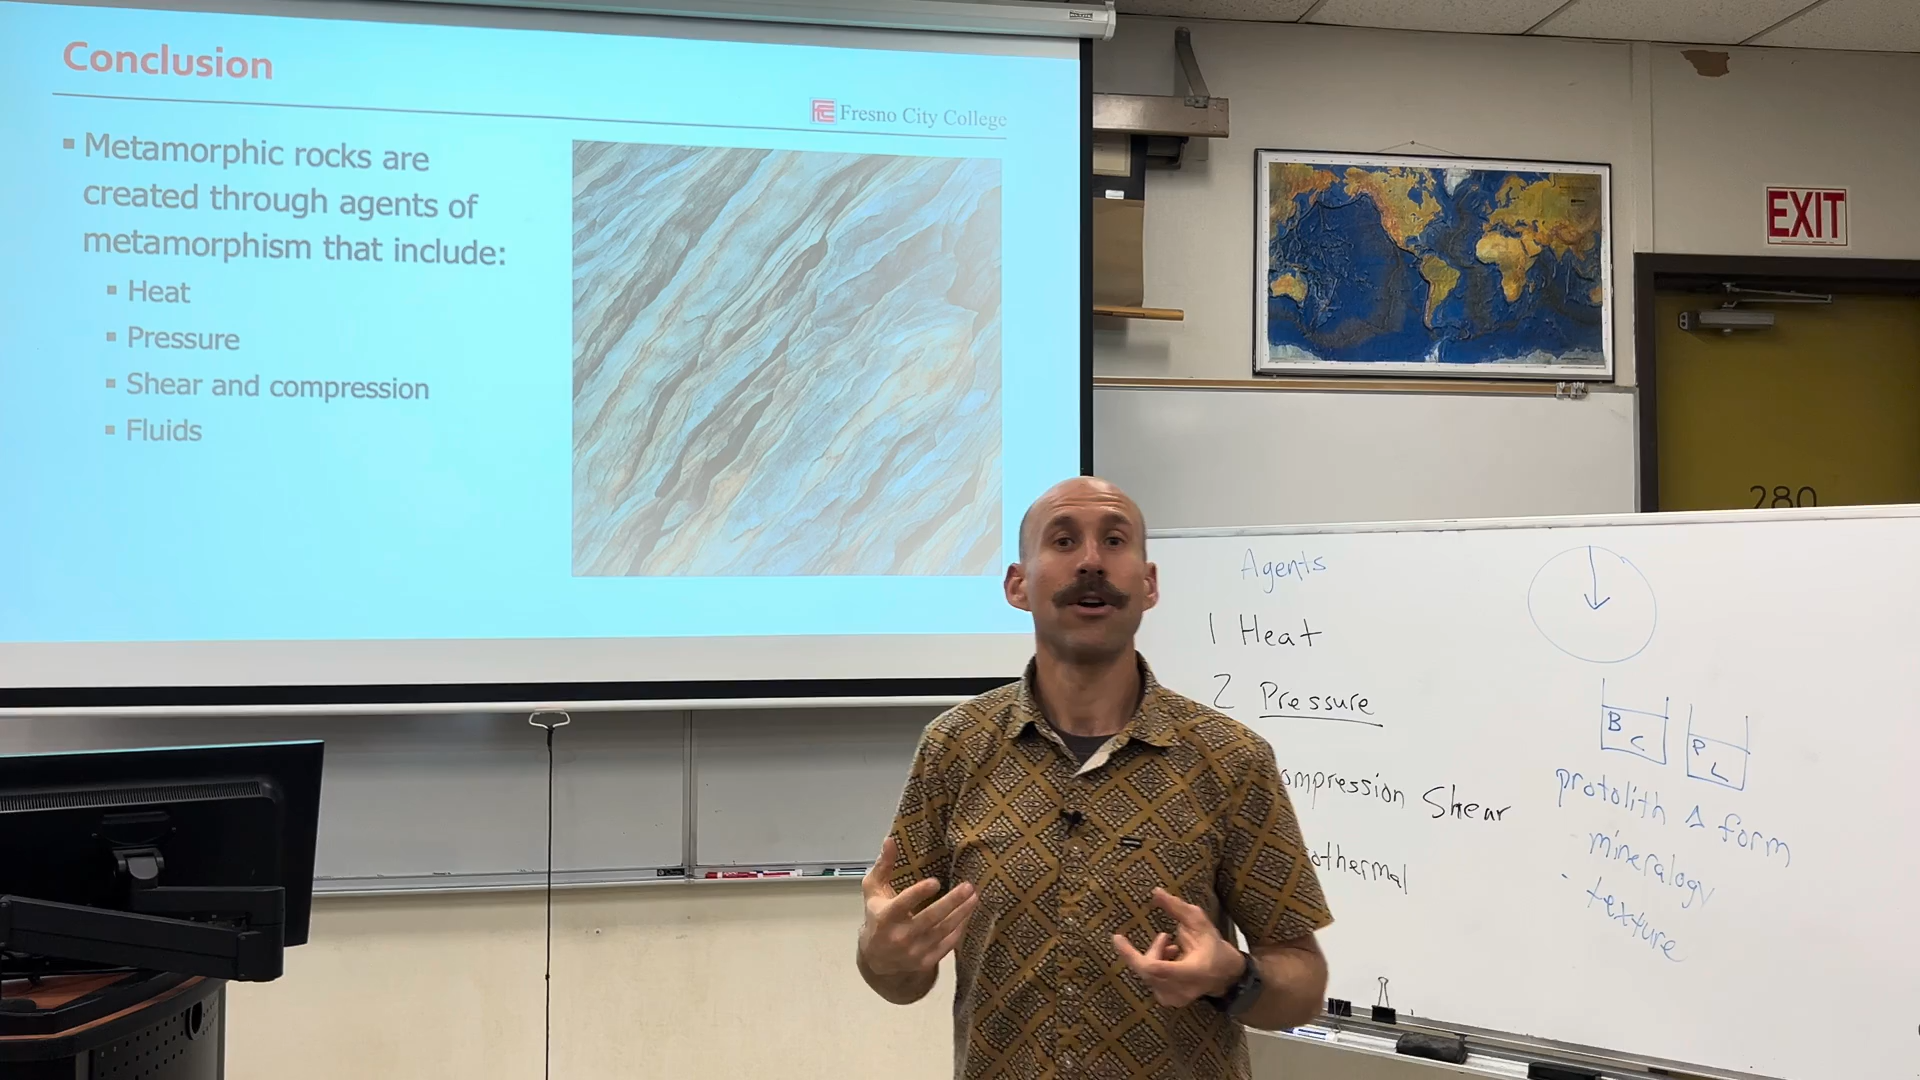 Conclusion
Fresno City College
▪ Metamorphic rocks are
created through agents of
metamorphism that include:
▪ Heat
▪ Pressure
▪ Shear and compression
▪ Fluids
EXIT
280
Agents
1 Heat
2 Pressure
ompression Shear
othermal
B
C
P
L
protolith Δ form
- mineralogy
- texture